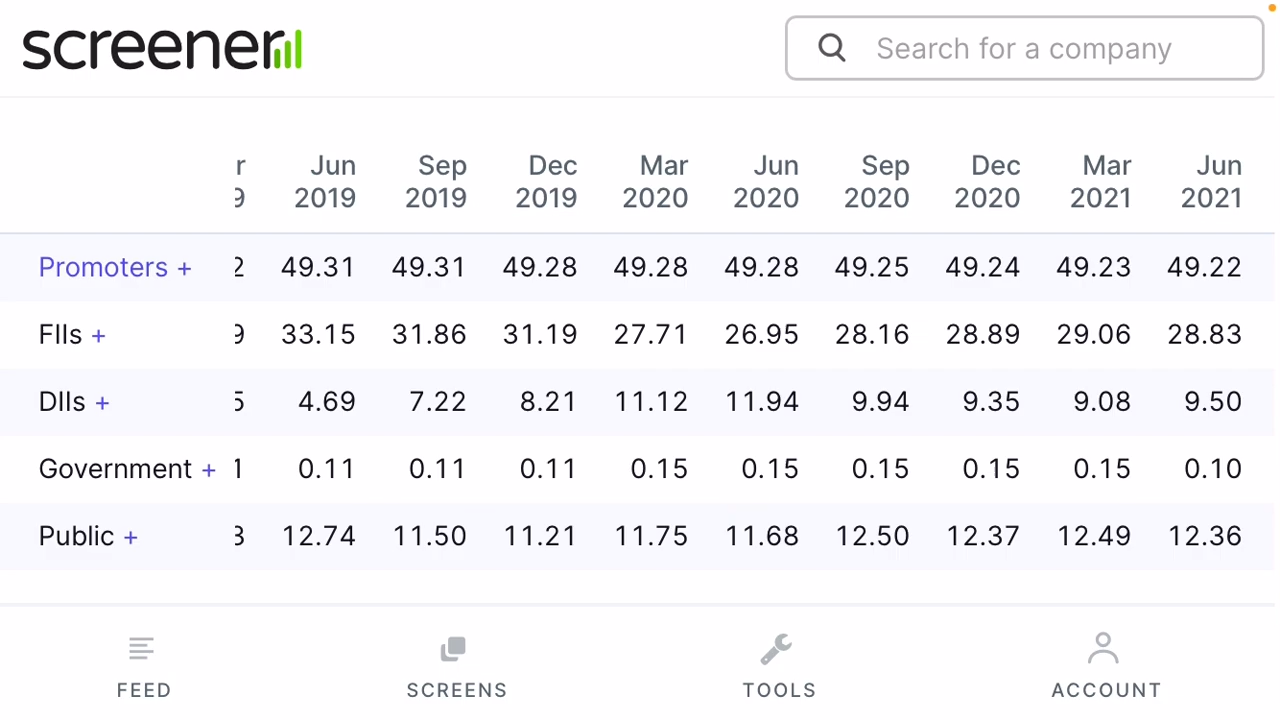 screener
Search for a company
r Jun Sep Dec Mar Jun Sep Dec Mar Jun
9 2019 2019 2019 2020 2020 2020 2020 2021 2021
Promoters + 2 49.31 49.31 49.28 49.28 49.28 49.25 49.24 49.23 49.22
FIIs + 9 33.15 31.86 31.19 27.71 26.95 28.16 28.89 29.06 28.83
DIIs + 5 4.69 7.22 8.21 11.12 11.94 9.94 9.35 9.08 9.50
Government + 1 0.11 0.11 0.11 0.15 0.15 0.15 0.15 0.15 0.10
Public + 3 12.74 11.50 11.21 11.75 11.68 12.50 12.37 12.49 12.36
FEED SCREENS TOOLS ACCOUNT